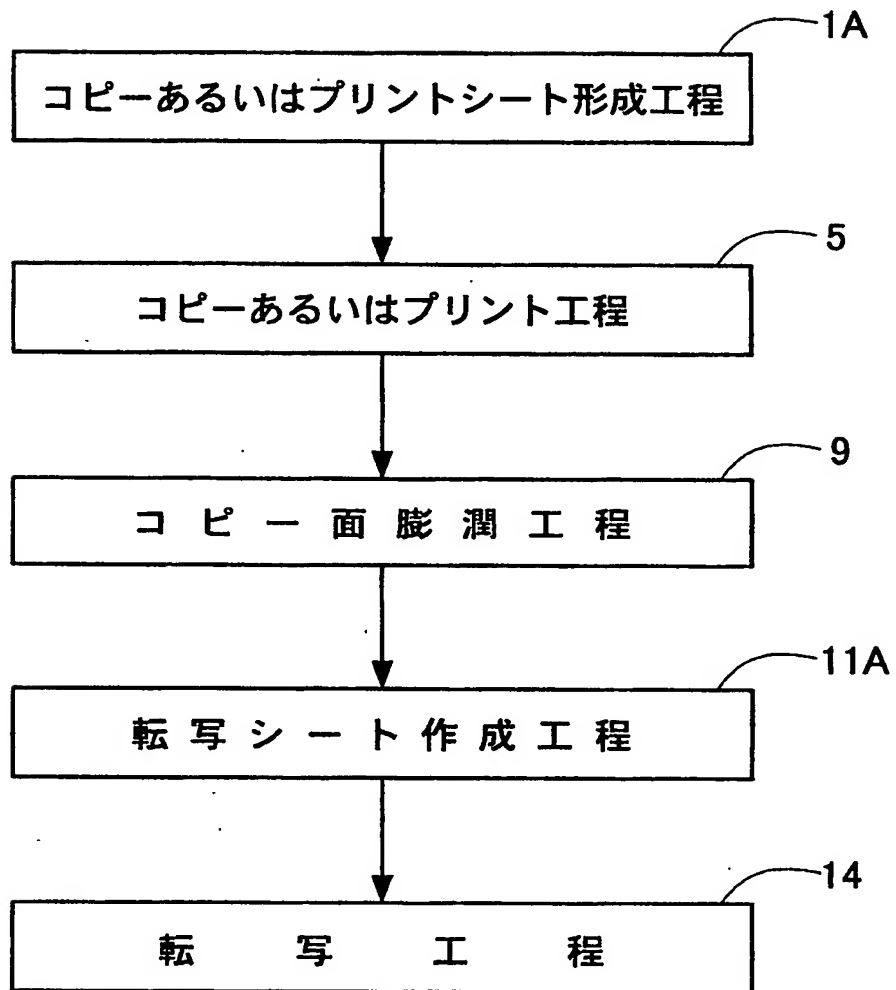 1A
コピーあるいはプリントシート形成工程
5
コピーあるいはプリント工程
9
コピー面膨潤工程
11A
転写シート作成工程
14
転写工程